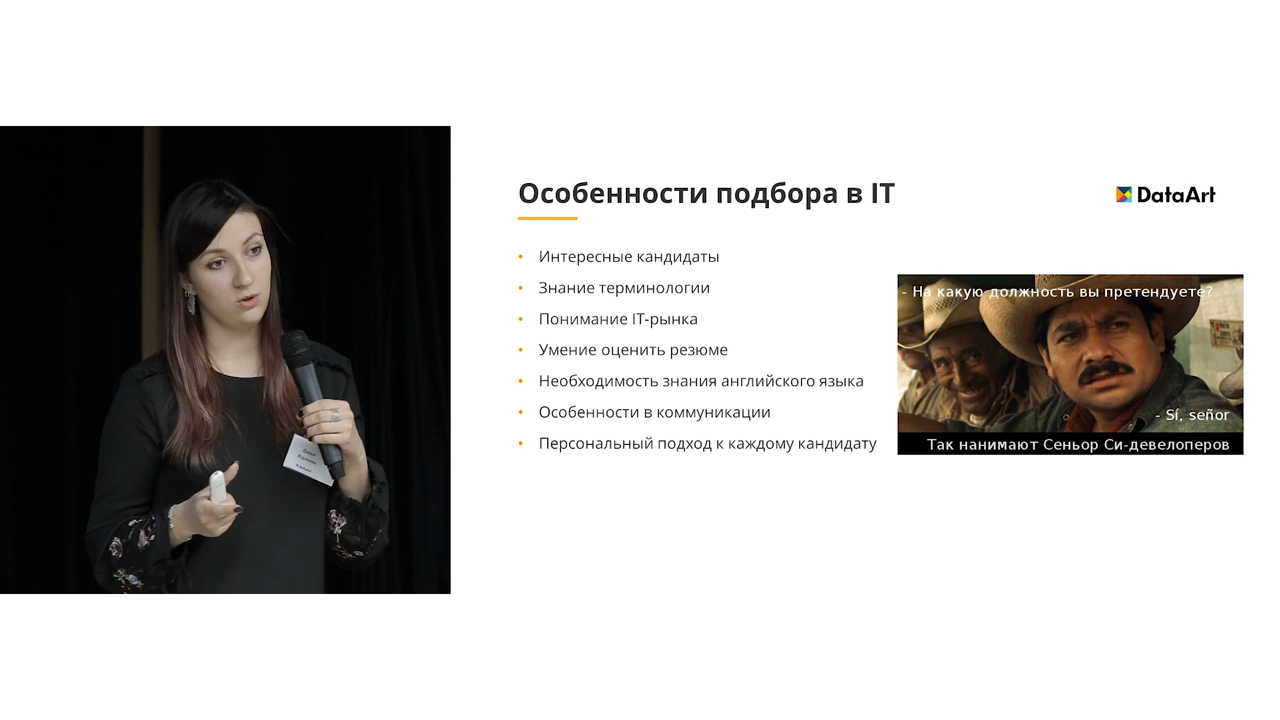 Особенности подбора в IT
DataArt
• Интересные кандидаты
• Знание терминологии
• Понимание IT-рынка
• Умение оценить резюме
• Необходимость знания английского языка
• Особенности в коммуникации
• Персональный подход к каждому кандидату
- На какую должность вы претендуете?
- Sí, señor
Так нанимают Сеньор Си-девелоперов